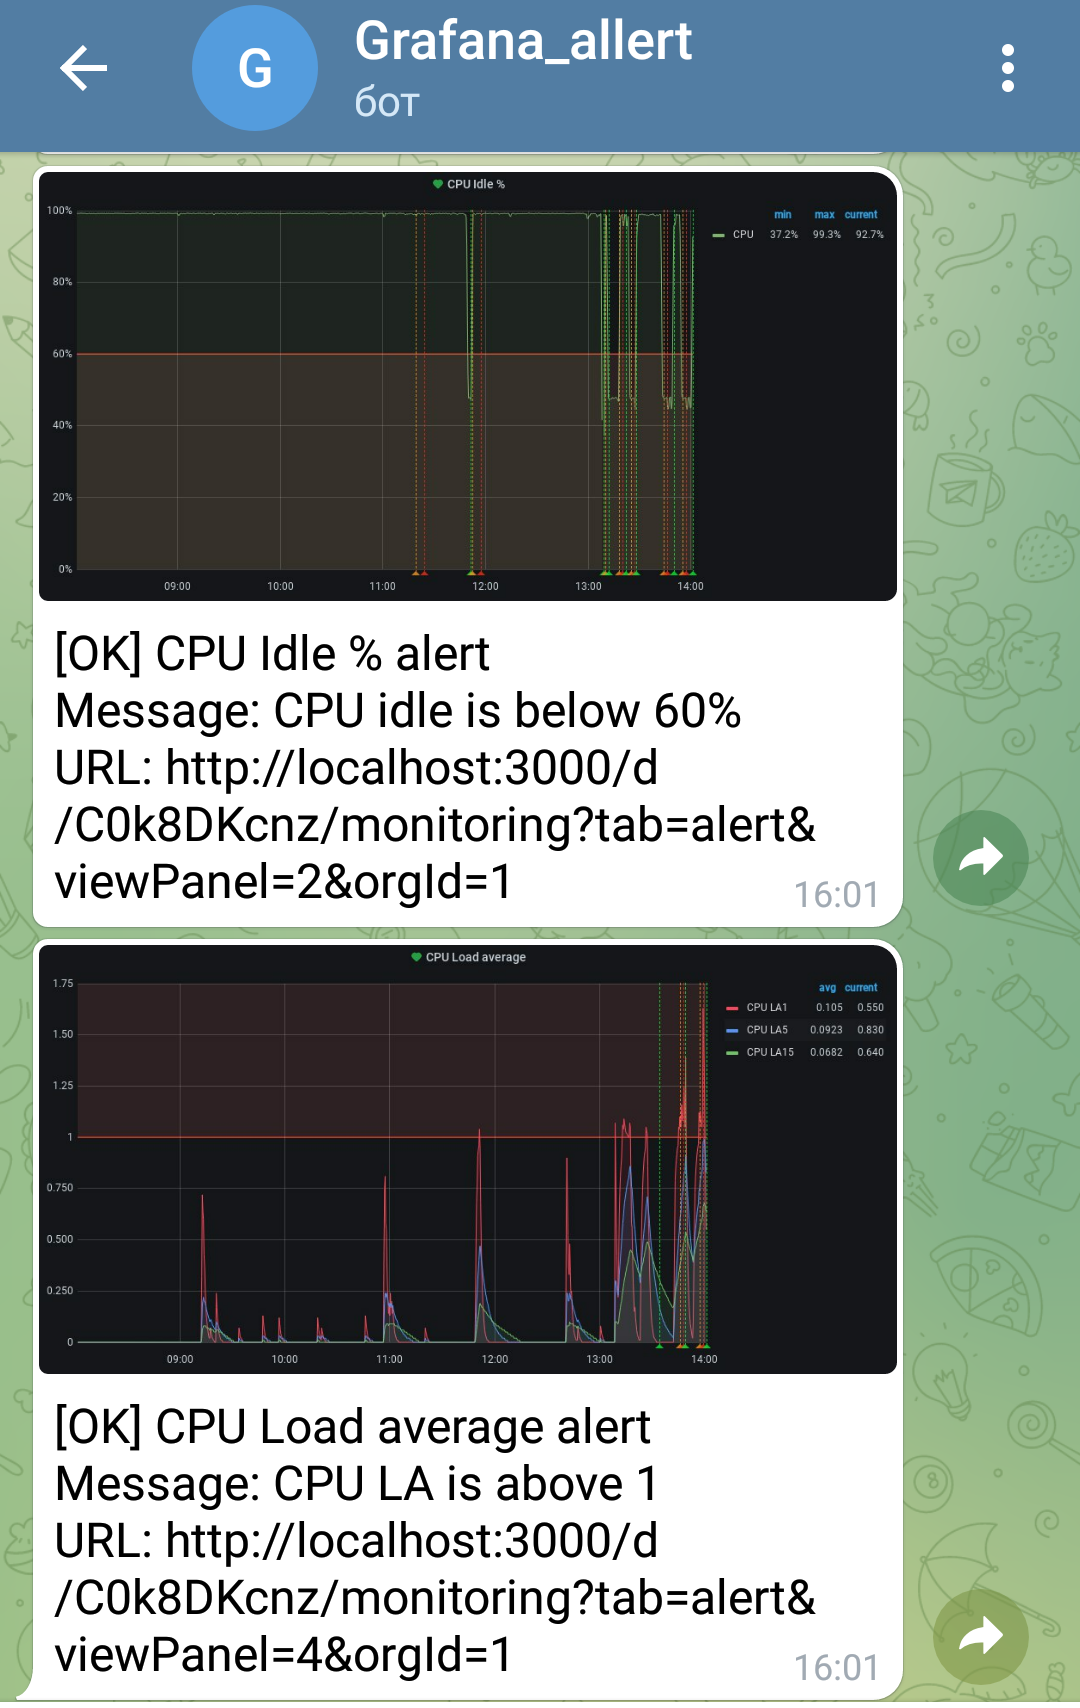 Grafana_allert
G
бот
CPU Idle %
100%
80%
60%
40%
20%
0%
09:00 10:00 11:00 12:00 13:00 14:00
min max current
CPU 37.2% 99.3% 92.7%
[OK] CPU Idle % alert
Message: CPU idle is below 60%
URL: http://localhost:3000/d
/C0k8DKcnz/monitoring?tab=alert&
viewPanel=2&orgId=1
16:01
CPU Load average
1.75
1.50
1.25
1
0.750
0.500
0.250
0
09:00 10:00 11:00 12:00 13:00 14:00
avg current
CPU LA1 0.105 0.550
CPU LA5 0.0923 0.830
CPU LA15 0.0682 0.640
[OK] CPU Load average alert
Message: CPU LA is above 1
URL: http://localhost:3000/d
/C0k8DKcnz/monitoring?tab=alert&
viewPanel=4&orgId=1
16:01